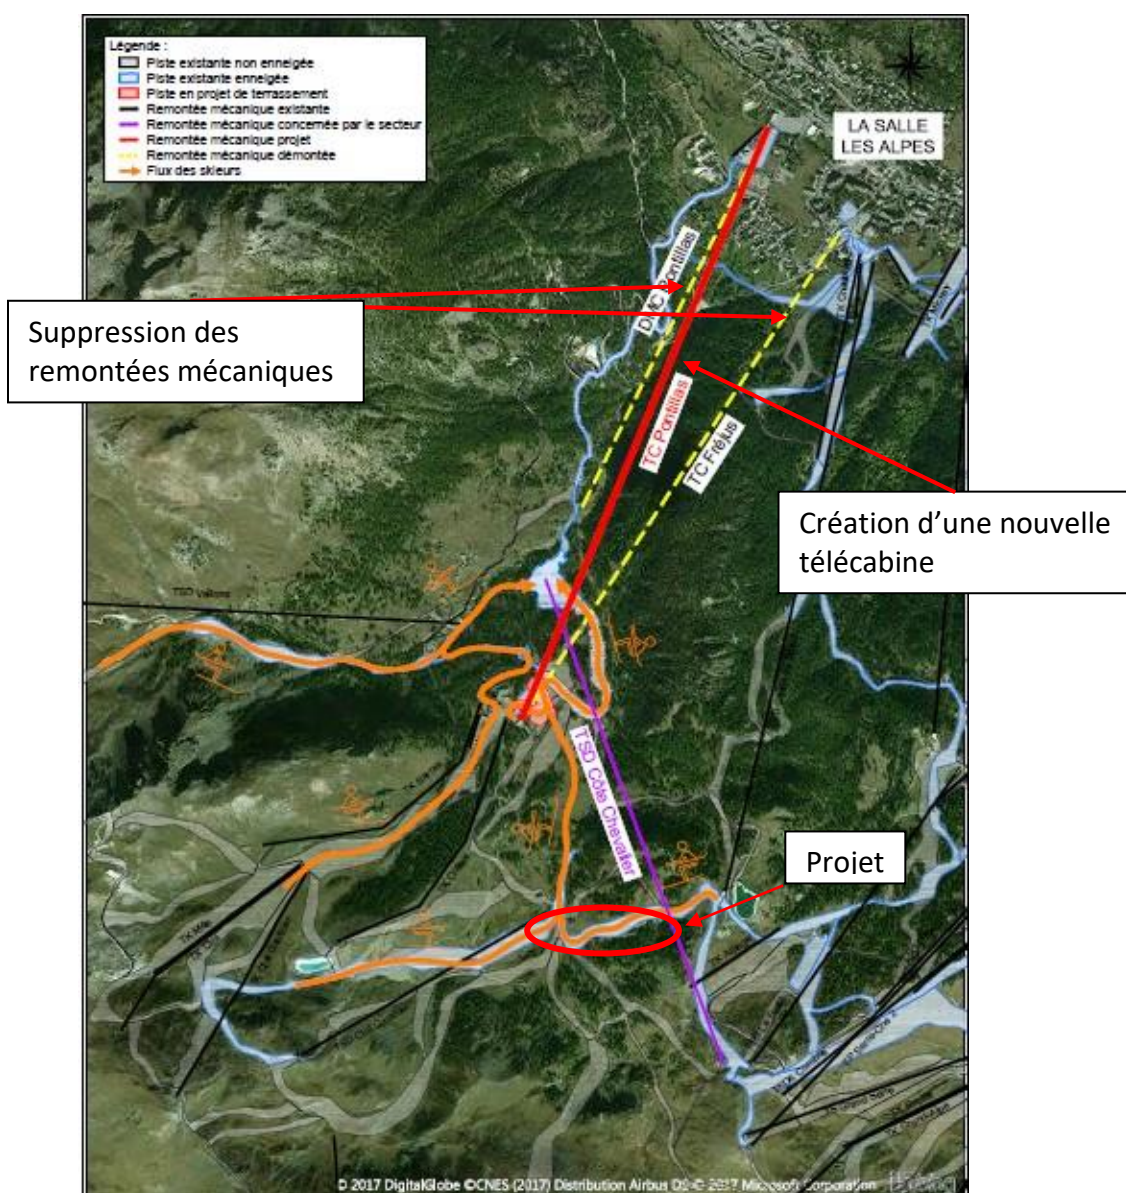 Légende :
Piste existante non enneigée
Piste existante enneigée
Piste en projet de terrassement
Remontée mécanique existante
Remontée mécanique concernée par le secteur
Remontée mécanique projet
Remontée mécanique démontée
Flux des skieurs
LA SALLE
LES ALPES
DMC Pontillas
Suppression des
remontées mécaniques
TC Pontillas
TC Fréjus
Création d’une nouvelle
télécabine
TSD Vallons
TSD Côte Chevalier
Projet
© 2017 DigitalGlobe ©CNES (2017) Distribution Airbus DS © 2017 Microsoft Corporation